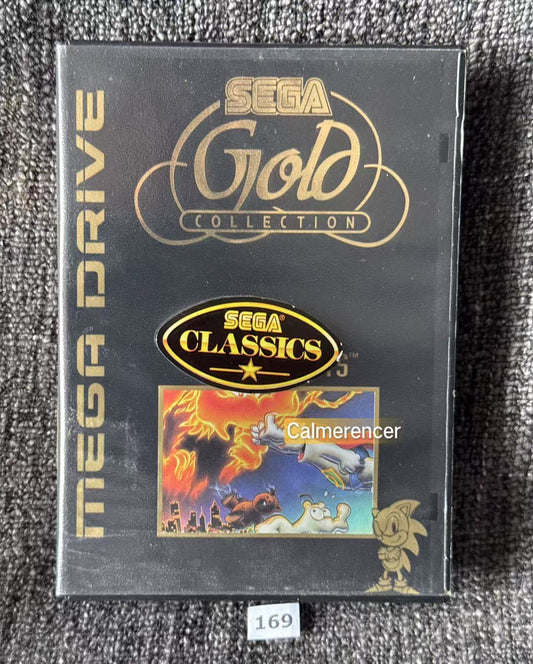 MEGA DRIVE
SEGA
Gold
COLLECTION
SEGA®
CLASSICS
Calmerencer
169